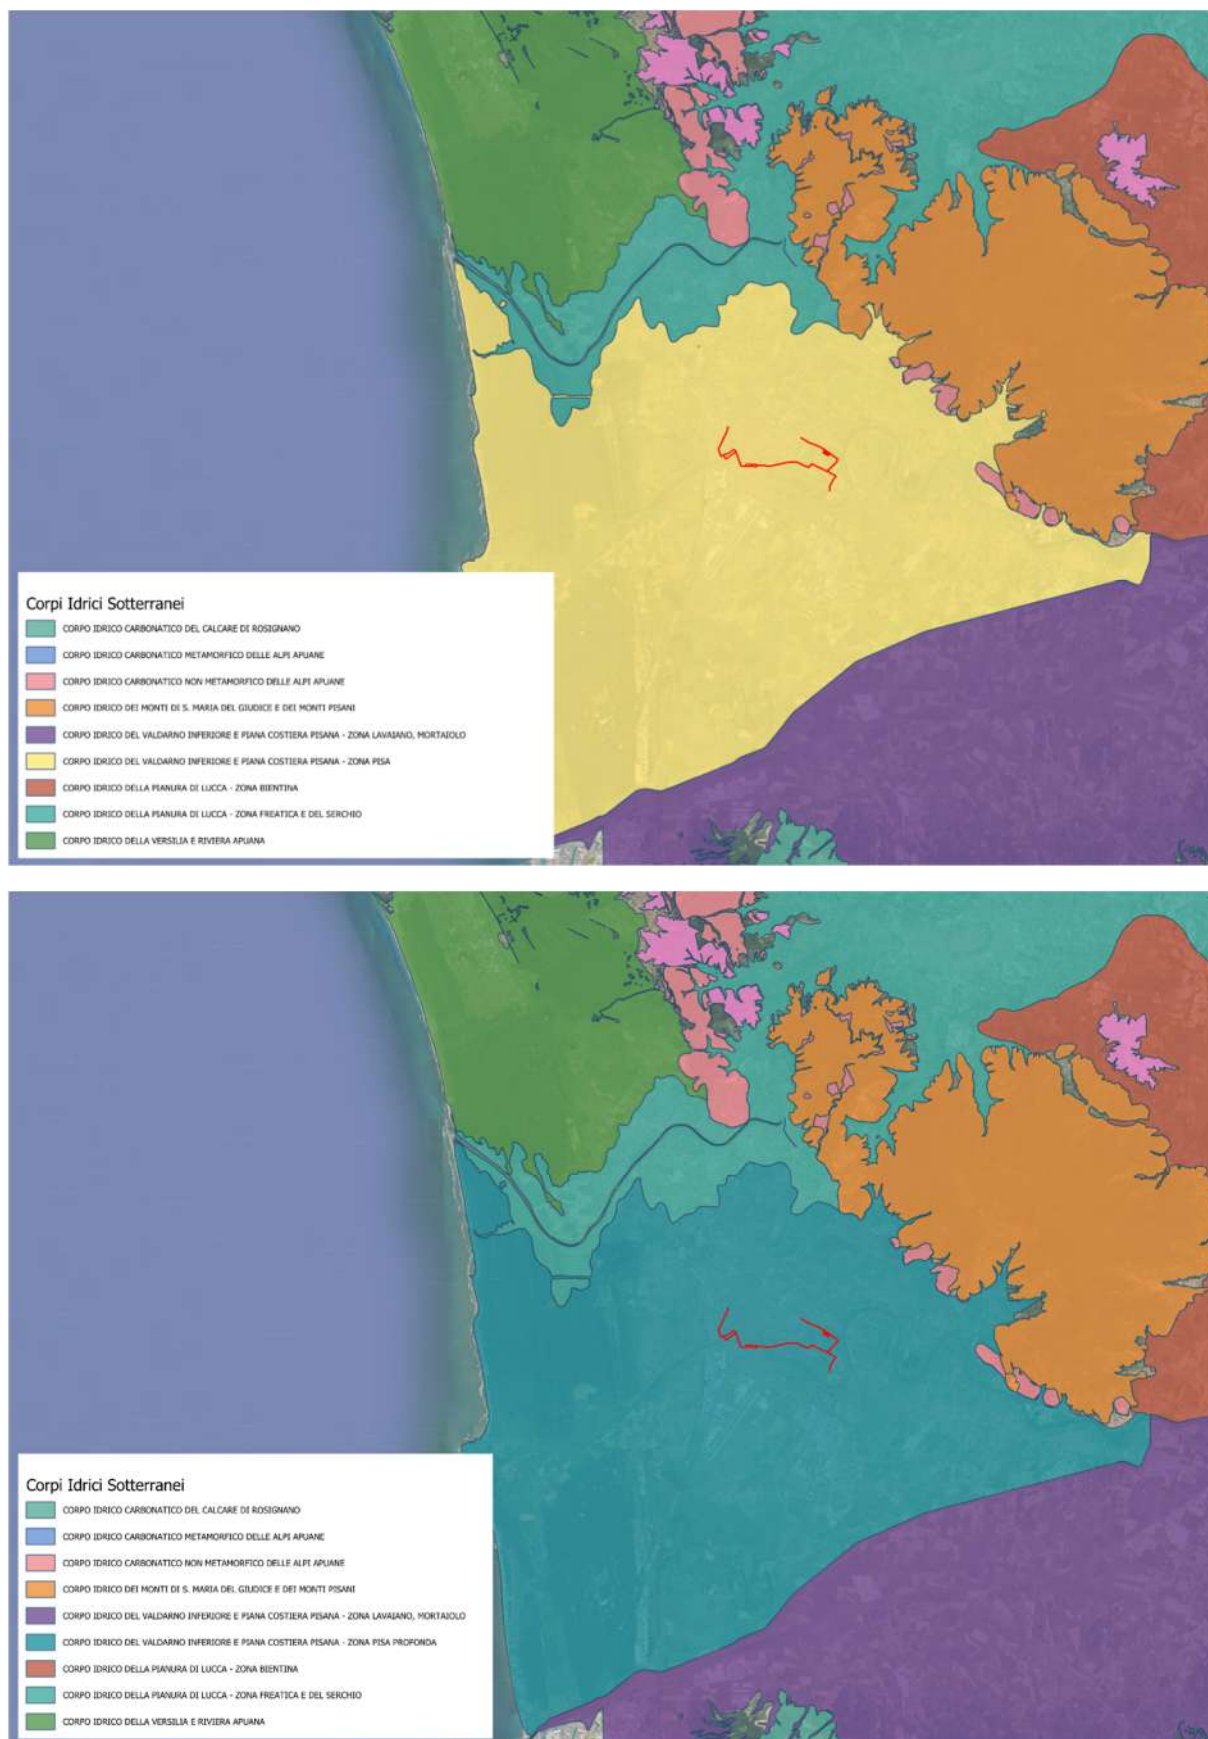 Corpi Idrici Sotterranei
CORPO IDRICO CARBONATICO DEL CALCARE DI ROSIGNANO
CORPO IDRICO CARBONATICO METAMORFICO DELLE ALPI APUANE
CORPO IDRICO CARBONATICO NON METAMORFICO DELLE ALPI APUANE
CORPO IDRICO DEI MONTI DI S. MARIA DEL GIUDICE E DEI MONTI PISANI
CORPO IDRICO DEL VALDARNO INFERIORE E PIANA COSTIERA PISANA - ZONA LAVAIANO, MORTAIOLO
CORPO IDRICO DEL VALDARNO INFERIORE E PIANA COSTIERA PISANA - ZONA PISA
CORPO IDRICO DELLA PIANURA DI LUCCA - ZONA BIENTINA
CORPO IDRICO DELLA PIANURA DI LUCCA - ZONA FREATICA E DEL SERCHIO
CORPO IDRICO DELLA VERSILIA E RIVIERA APUANA
Corpi Idrici Sotterranei
CORPO IDRICO CARBONATICO DEL CALCARE DI ROSIGNANO
CORPO IDRICO CARBONATICO METAMORFICO DELLE ALPI APUANE
CORPO IDRICO CARBONATICO NON METAMORFICO DELLE ALPI APUANE
CORPO IDRICO DEI MONTI DI S. MARIA DEL GIUDICE E DEI MONTI PISANI
CORPO IDRICO DEL VALDARNO INFERIORE E PIANA COSTIERA PISANA - ZONA LAVAIANO, MORTAIOLO
CORPO IDRICO DEL VALDARNO INFERIORE E PIANA COSTIERA PISANA - ZONA PISA PROFONDA
CORPO IDRICO DELLA PIANURA DI LUCCA - ZONA BIENTINA
CORPO IDRICO DELLA PIANURA DI LUCCA - ZONA FREATICA E DEL SERCHIO
CORPO IDRICO DELLA VERSILIA E RIVIERA APUANA